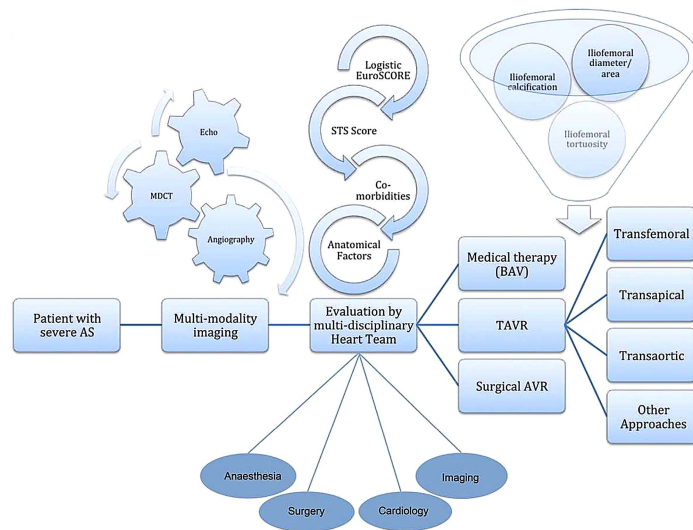 Logistic
EuroSCORE
STS Score
Co-
morbidities
Anatomical
Factors
Echo
MDCT
Angiography
Iliofemoral
calcification
Iliofemoral
diameter/
area
Iliofemoral
tortuosity
Patient with
severe AS
Multi-modality
imaging
Evaluation by
multi-disciplinary
Heart Team
Medical therapy
(BAV)
TAVR
Surgical AVR
Transfemoral
Transapical
Transaortic
Other
Approaches
Anaesthesia
Surgery
Cardiology
Imaging